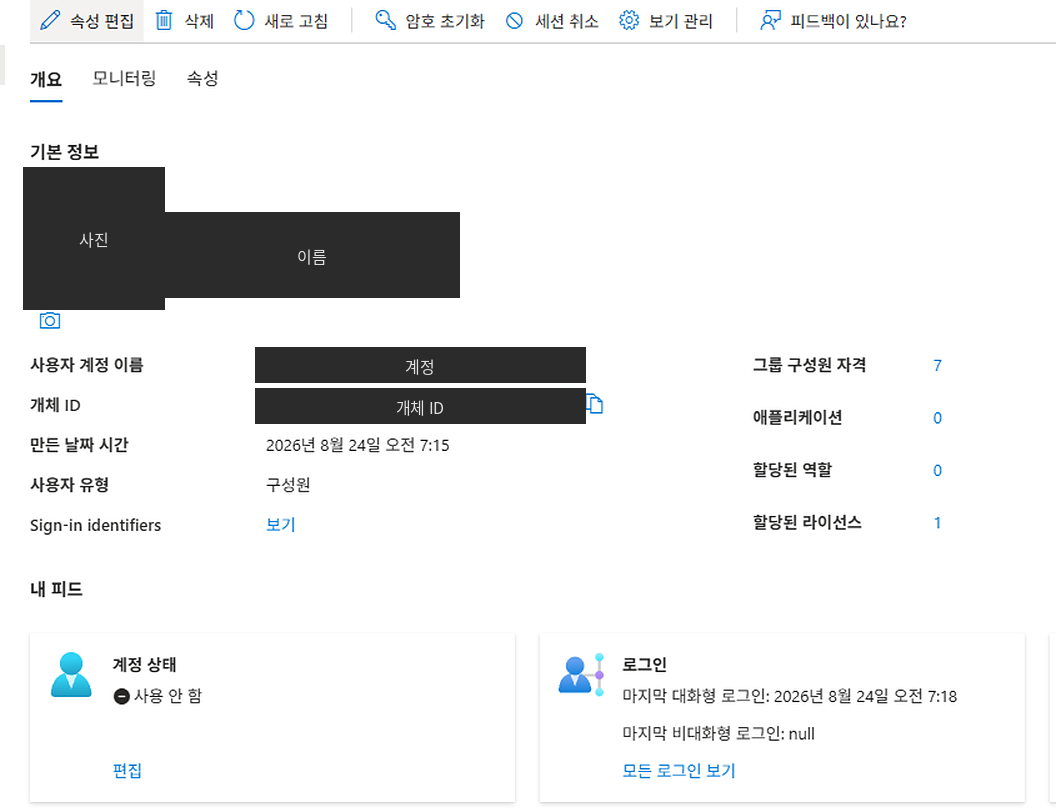 속성 편집 삭제 새로 고침 암호 초기화 세션 취소 보기 관리 피드백이 있나요?
개요 모니터링 속성
기본 정보
사진
이름
사용자 계정 이름 계정 그룹 구성원 자격 7
개체 ID 개체 ID 애플리케이션 0
만든 날짜 시간 2026년 8월 24일 오전 7:15
사용자 유형 구성원 할당된 역할 0
Sign-in identifiers 보기 할당된 라이선스 1
내 피드
계정 상태
사용 안 함
편집
로그인
마지막 대화형 로그인: 2026년 8월 24일 오전 7:18
마지막 비대화형 로그인: null
모든 로그인 보기